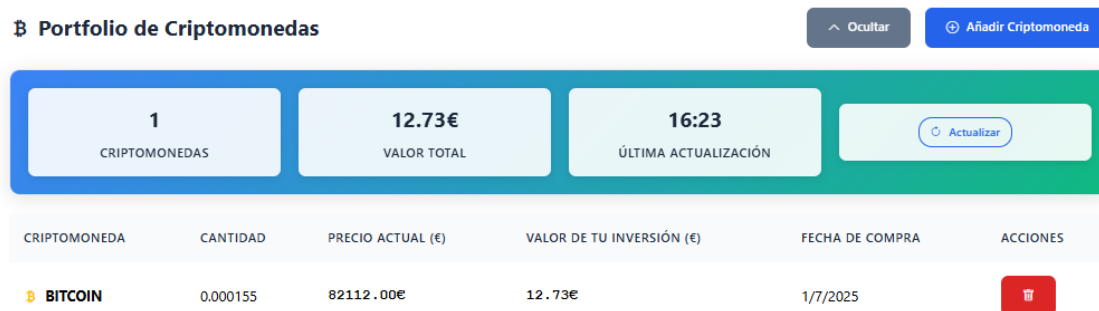 Portfolio de Criptomonedas
Ocultar
Añadir Criptomoneda
1
CRIPTOMONEDAS
12.73€
VALOR TOTAL
16:23
ÚLTIMA ACTUALIZACIÓN
Actualizar
CRIPTOMONEDA CANTIDAD PRECIO ACTUAL (€) VALOR DE TU INVERSIÓN (€) FECHA DE COMPRA ACCIONES
BITCOIN 0.000155 82112.00€ 12.73€ 1/7/2025